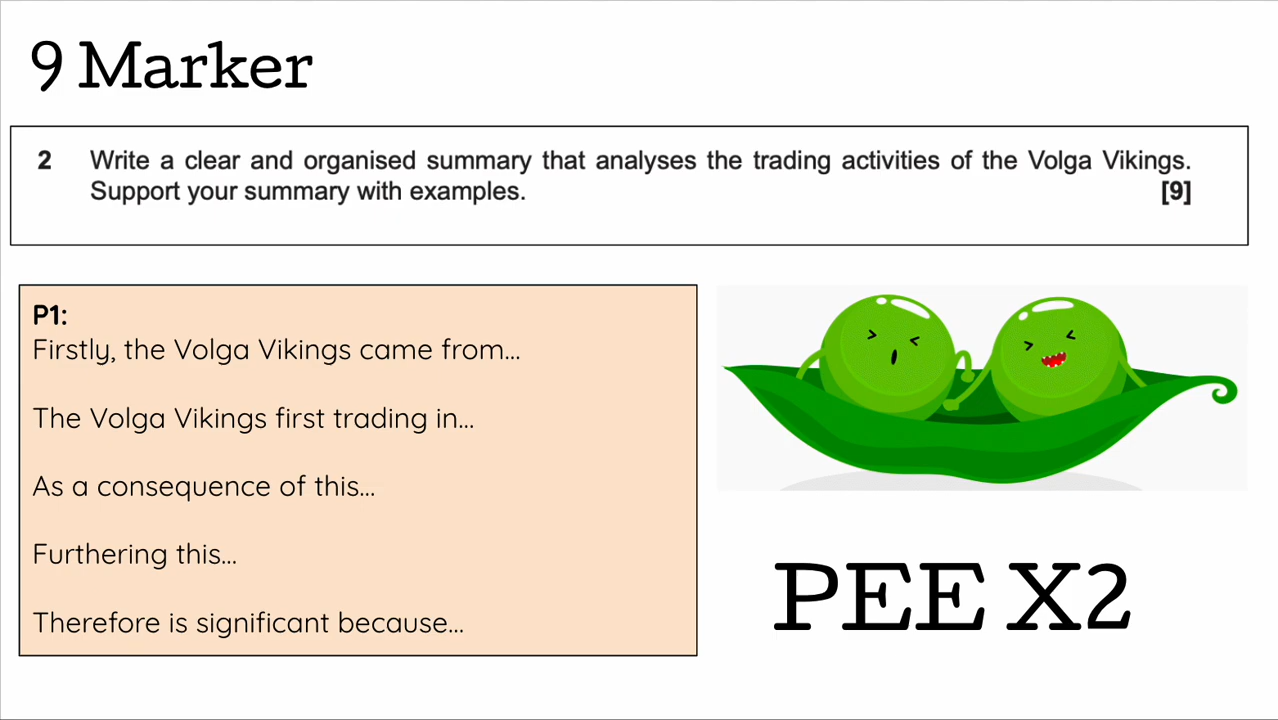 9 Marker
2 Write a clear and organised summary that analyses the trading activities of the Volga Vikings.
Support your summary with examples. [9]
P1:
Firstly, the Volga Vikings came from...
The Volga Vikings first trading in...
As a consequence of this...
Furthering this...
Therefore is significant because...
PEE X2